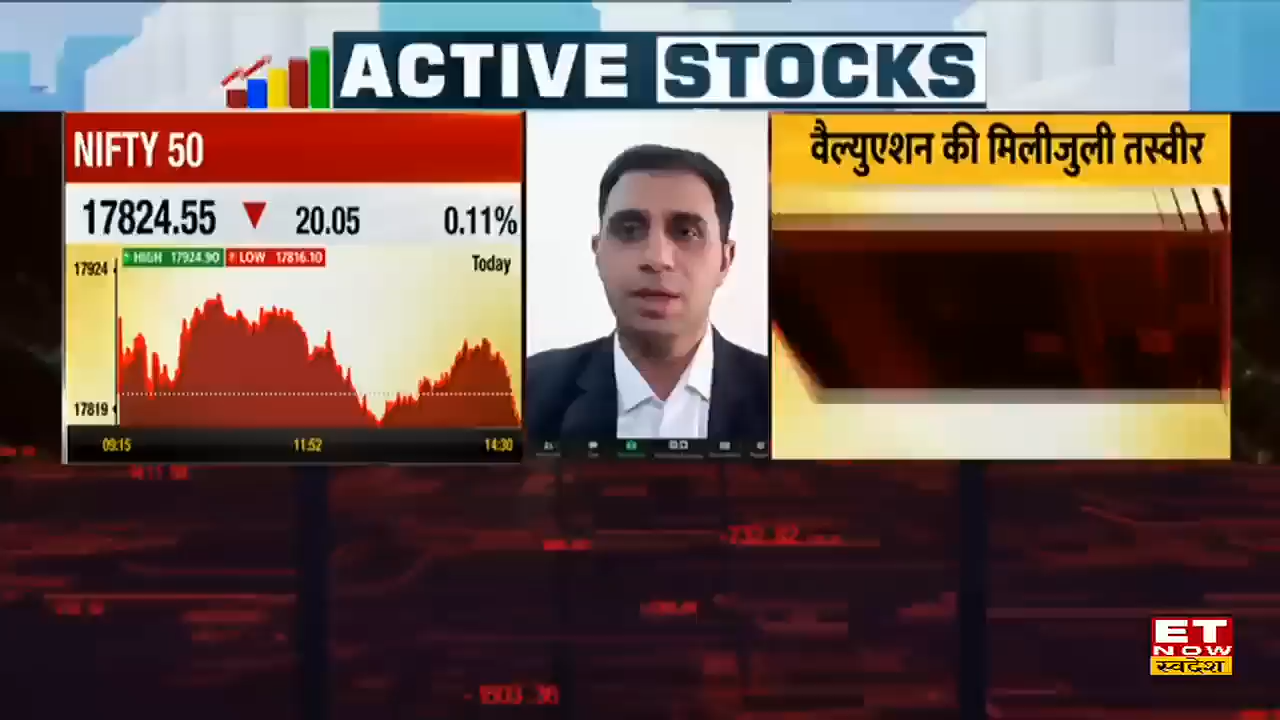 ACTIVE STOCKS
NIFTY 50
17824.55 ▼ 20.05 0.11%
HIGH 17924.90 LOW 17816.10
Today
17924
17819
09:15 11:52 14:30
वैल्युएशन की मिलीजुली तस्वीर
ET
NOW
स्वदेश